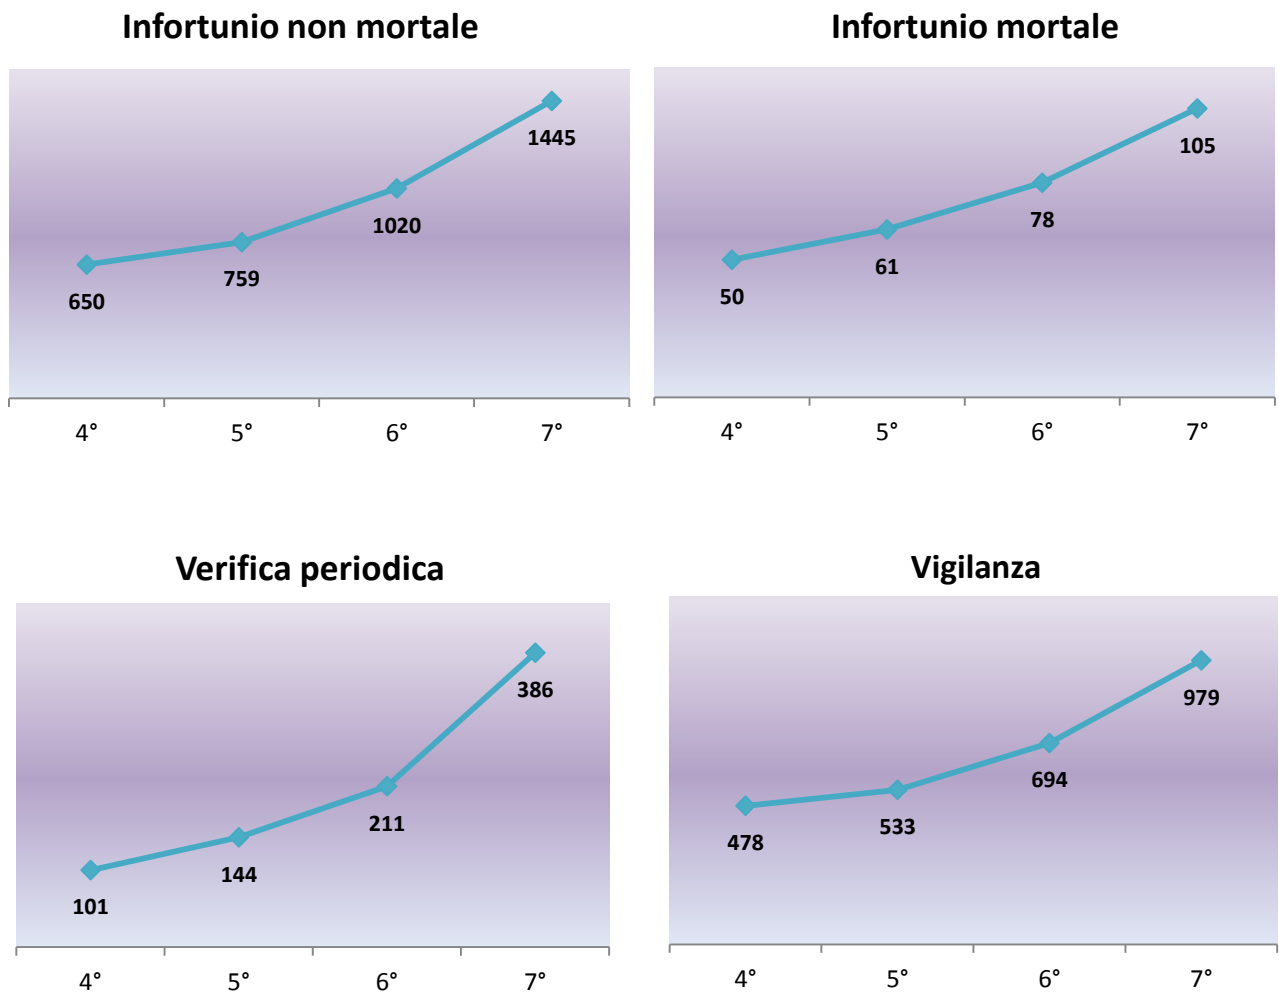 Infortunio non mortale
1445
1020
759
650
4° 5° 6° 7°
Infortunio mortale
105
78
61
50
4° 5° 6° 7°
Verifica periodica
386
211
144
101
4° 5° 6° 7°
Vigilanza
979
694
533
478
4° 5° 6° 7°